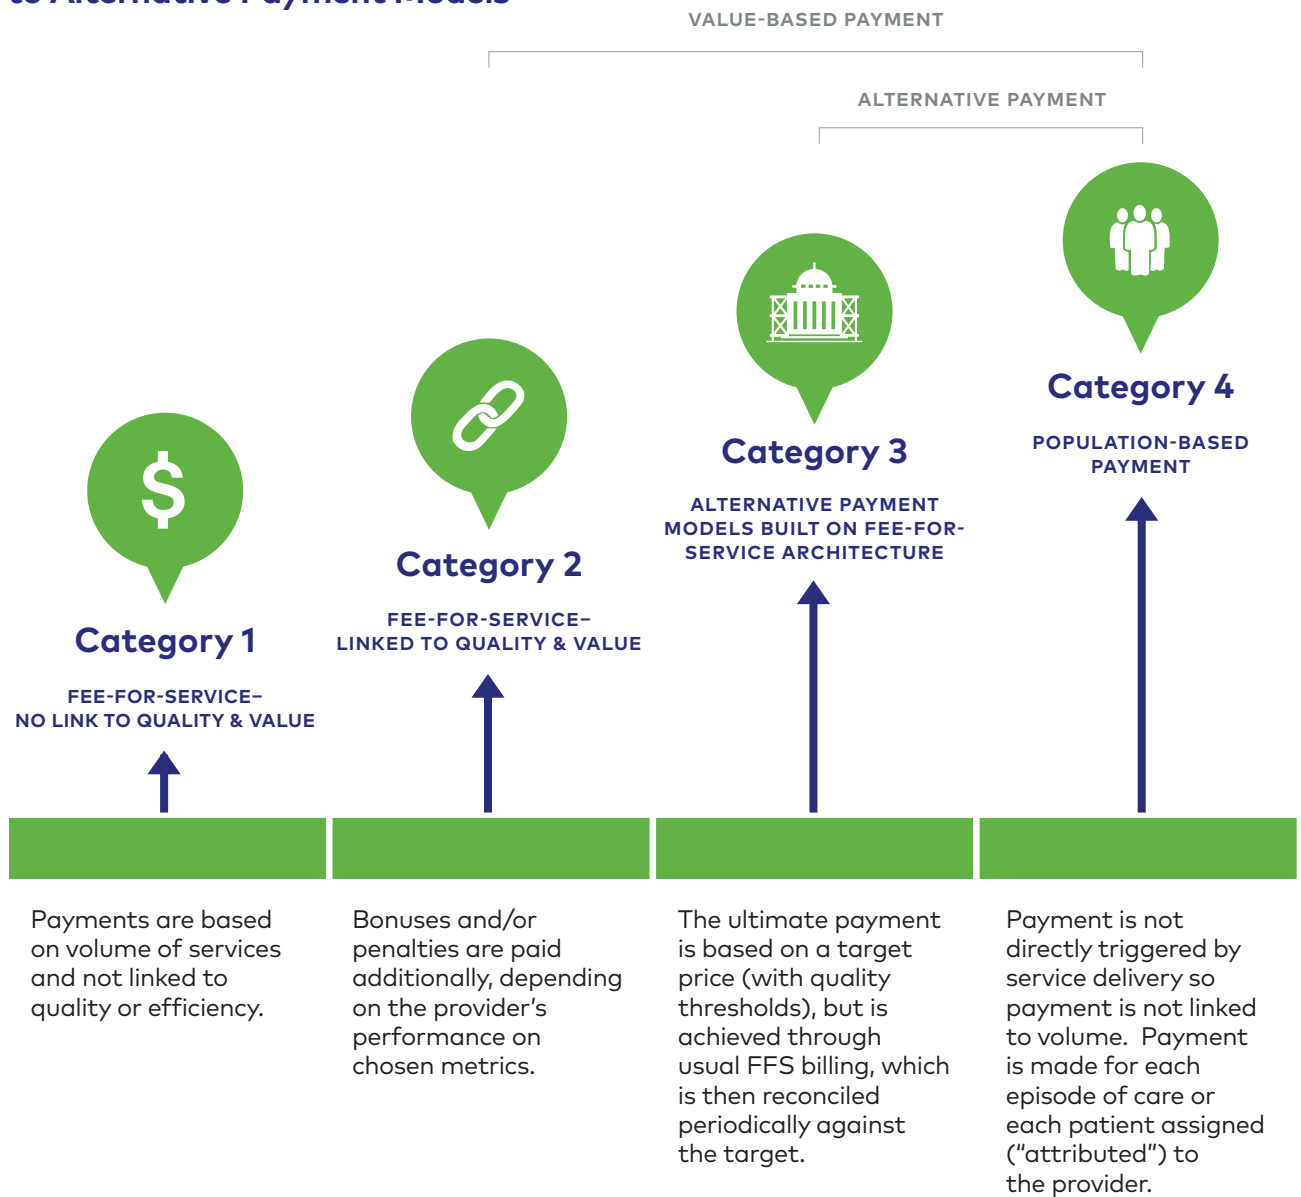 to Alternative Payment Models
VALUE-BASED PAYMENT
ALTERNATIVE PAYMENT
$
Category 1
FEE-FOR-SERVICE–
NO LINK TO QUALITY & VALUE
Category 2
FEE-FOR-SERVICE–
LINKED TO QUALITY & VALUE
Category 3
ALTERNATIVE PAYMENT
MODELS BUILT ON FEE-FOR-
SERVICE ARCHITECTURE
Category 4
POPULATION-BASED
PAYMENT
Payments are based
on volume of services
and not linked to
quality or efficiency.
Bonuses and/or
penalties are paid
additionally, depending
on the provider’s
performance on
chosen metrics.
The ultimate payment
is based on a target
price (with quality
thresholds), but is
achieved through
usual FFS billing, which
is then reconciled
periodically against
the target.
Payment is not
directly triggered by
service delivery so
payment is not linked
to volume.  Payment
is made for each
episode of care or
each patient assigned
(“attributed”) to
the provider.